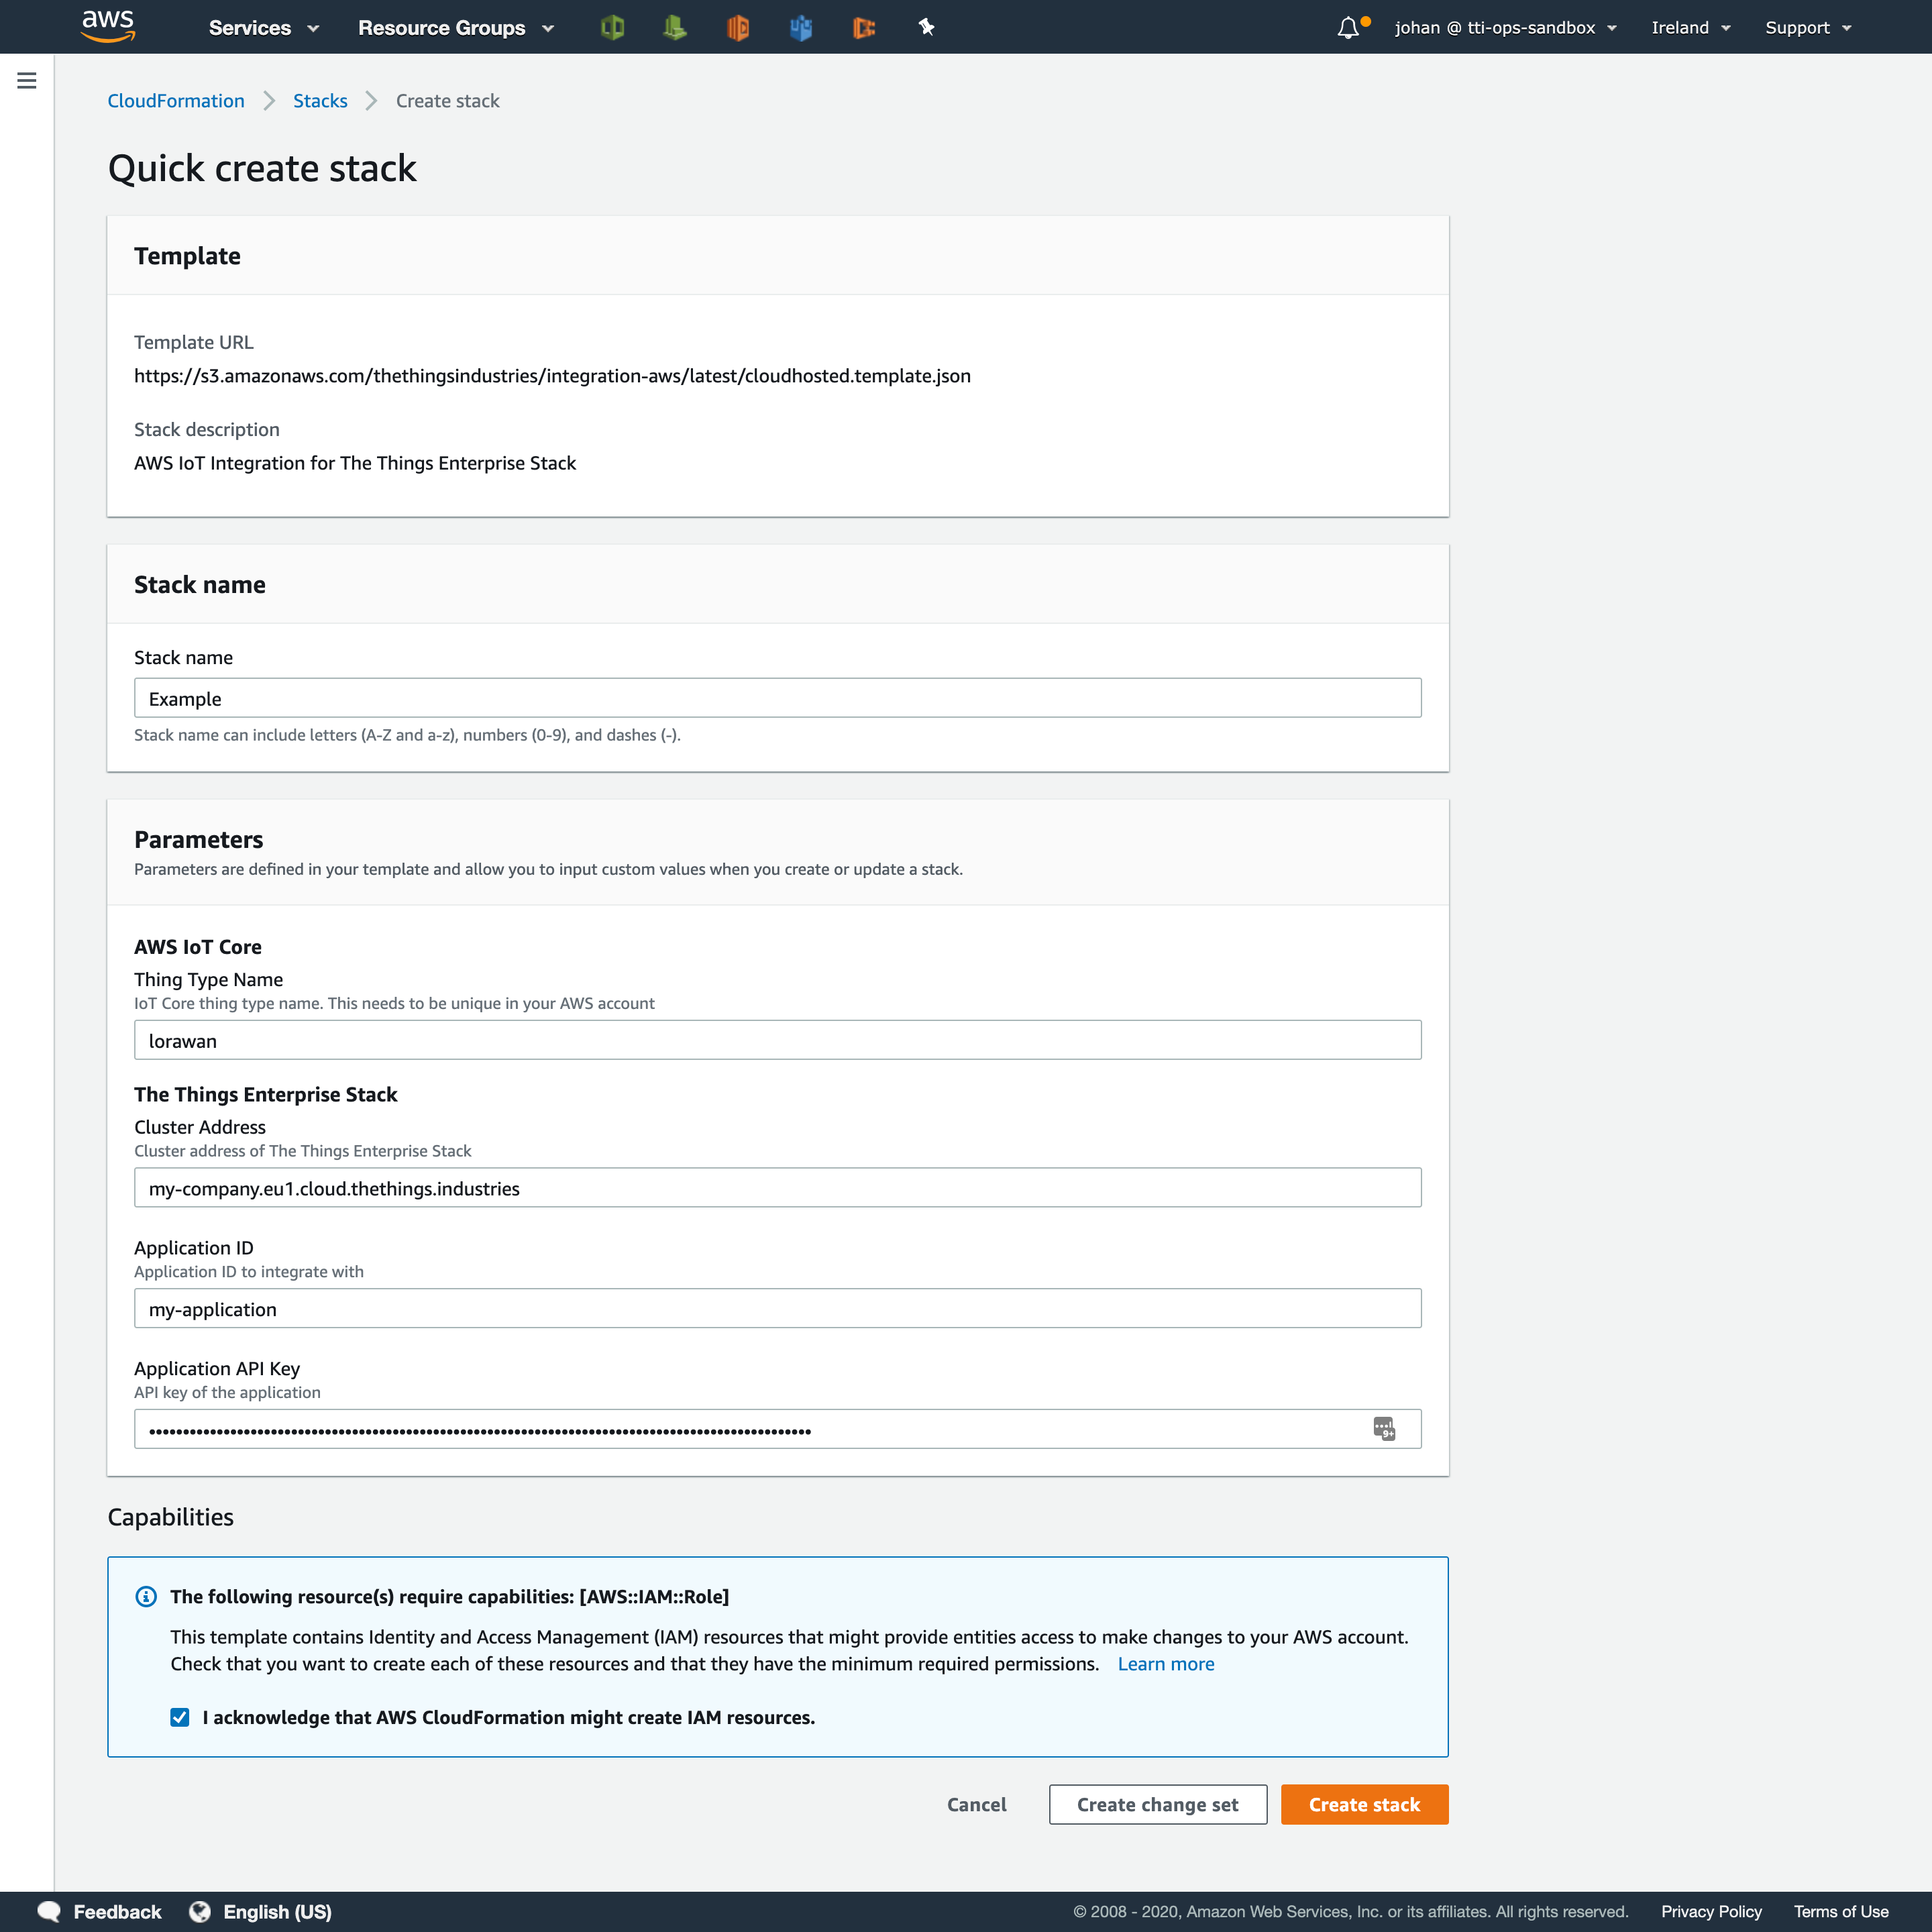 aws Services Resource Groups johan @ tti-ops-sandbox Ireland Support
CloudFormation Stacks Create stack
Quick create stack
Template
Template URL
https://s3.amazonaws.com/thethingsindustries/integration-aws/latest/cloudhosted.template.json
Stack description
AWS IoT Integration for The Things Enterprise Stack
Stack name
Stack name
Example
Stack name can include letters (A-Z and a-z), numbers (0-9), and dashes (-).
Parameters
Parameters are defined in your template and allow you to input custom values when you create or update a stack.
AWS IoT Core
Thing Type Name
IoT Core thing type name. This needs to be unique in your AWS account
lorawan
The Things Enterprise Stack
Cluster Address
Cluster address of The Things Enterprise Stack
my-company.eu1.cloud.thethings.industries
Application ID
Application ID to integrate with
my-application
Application API Key
API key of the application
9+
Capabilities
The following resource(s) require capabilities: [AWS::IAM::Role]
This template contains Identity and Access Management (IAM) resources that might provide entities access to make changes to your AWS account.
Check that you want to create each of these resources and that they have the minimum required permissions. Learn more
I acknowledge that AWS CloudFormation might create IAM resources.
Cancel Create change set Create stack
Feedback English (US) © 2008 - 2020, Amazon Web Services, Inc. or its affiliates. All rights reserved. Privacy Policy Terms of Use